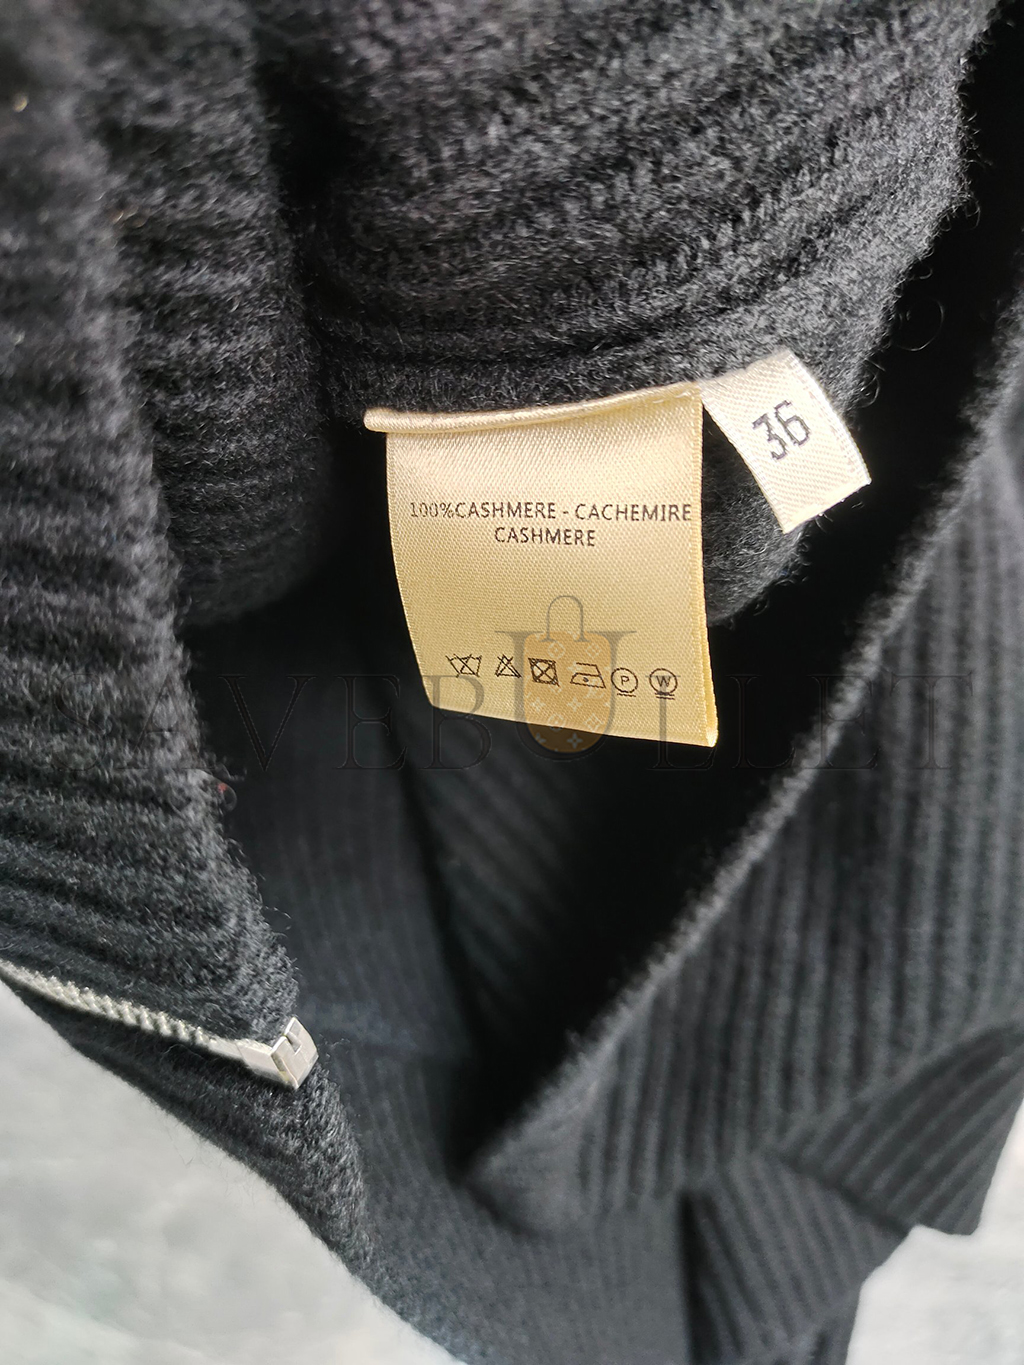 36
100%CASHMERE - CACHEMIRE
CASHMERE
P W
SAVEBULLET